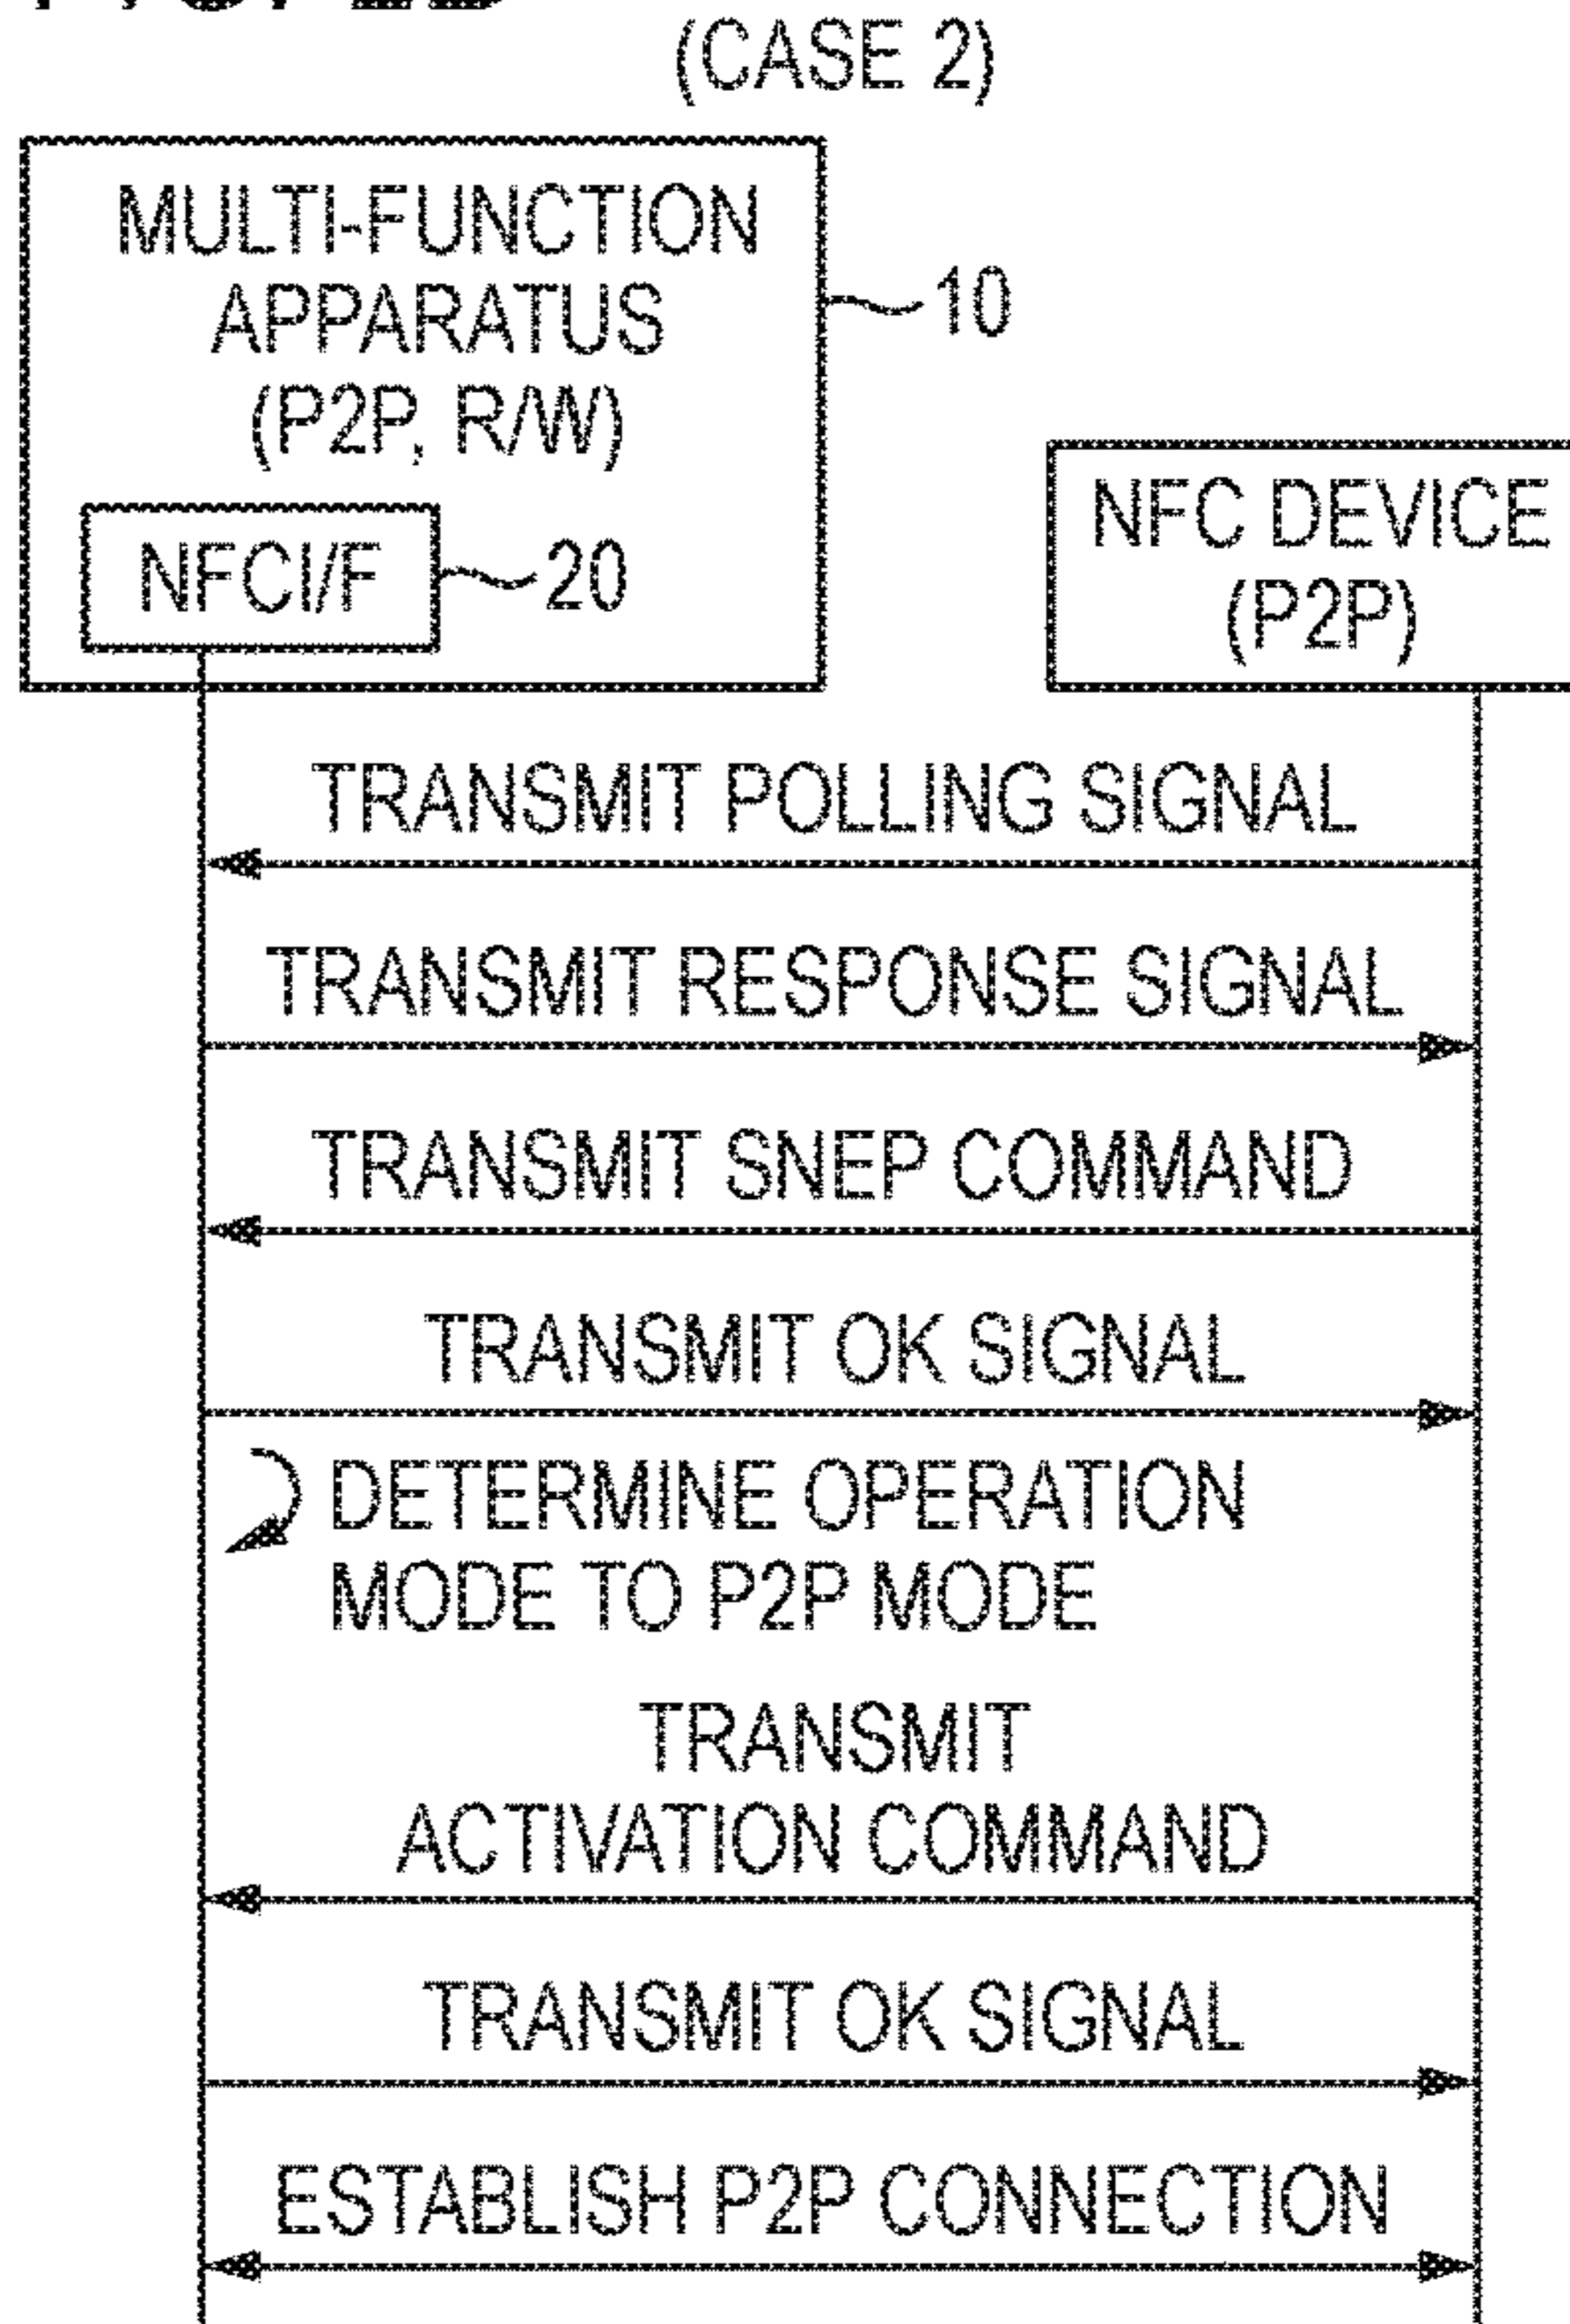 (CASE 2)
MULTI-FUNCTION
APPARATUS
(P2P, R/W)
10
NFCI/F
20
NFC DEVICE
(P2P)
TRANSMIT POLLING SIGNAL
TRANSMIT RESPONSE SIGNAL
TRANSMIT SNEP COMMAND
TRANSMIT OK SIGNAL
DETERMINE OPERATION
MODE TO P2P MODE
TRANSMIT
ACTIVATION COMMAND
TRANSMIT OK SIGNAL
ESTABLISH P2P CONNECTION